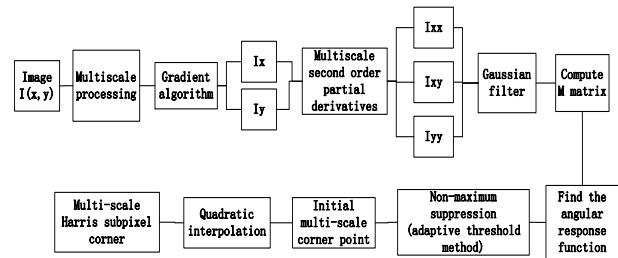 Image
I(x,y)
Multiscale
processing
Gradient
algorithm
Ix
Iy
Multiscale
second order
partial
derivatives
Ixx
Ixy
Iyy
Gaussian
filter
Compute
M matrix
Find the
angular
response
function
Non-maximum
suppression
(adaptive threshold
method)
Initial
multi-scale
corner point
Quadratic
interpolation
Multi-scale
Harris subpixel
corner